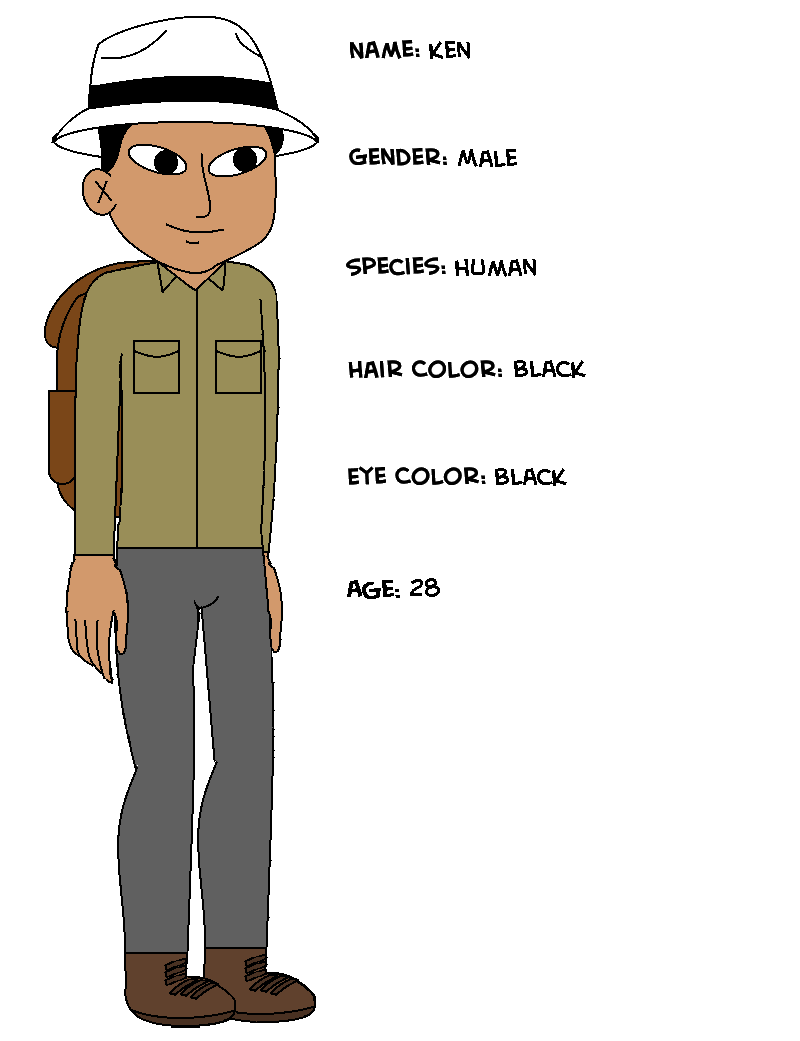 NAME: KEN
GENDER: MALE
SPECIES: HUMAN
HAIR COLOR: BLACK
EYE COLOR: BLACK
AGE: 28